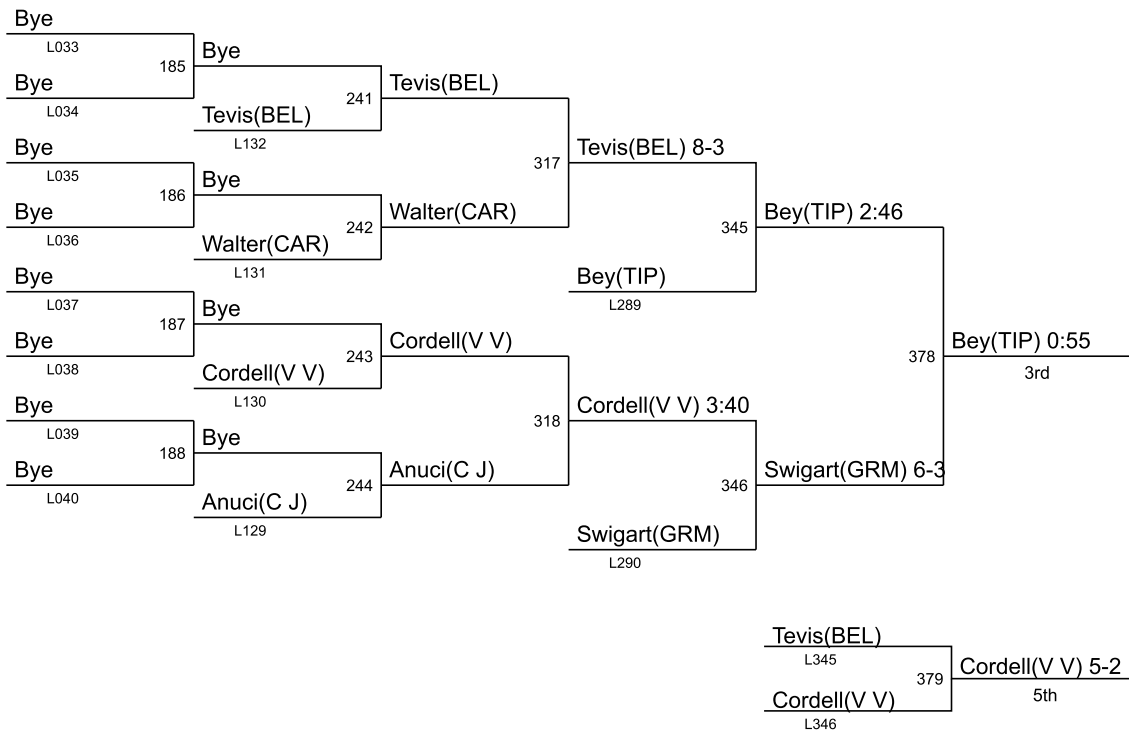 Bye
L033
185
Bye
L034
Bye
241
Tevis(BEL)
L132
Tevis(BEL)
Bye
L035
186
Bye
L036
Bye
242
Walter(CAR)
L131
Walter(CAR)
317
Tevis(BEL) 8-3
345
Bey(TIP)
L289
Bey(TIP) 2:46
Bye
L037
187
Bye
L038
Bye
243
Cordell(V V)
L130
Cordell(V V)
Bye
L039
188
Bye
L040
Bye
244
Anuci(C J)
L129
Anuci(C J)
318
Cordell(V V) 3:40
346
Swigart(GRM)
L290
Swigart(GRM) 6-3
378
Bey(TIP) 0:55
3rd
Tevis(BEL)
L345
379
Cordell(V V)
L346
Cordell(V V) 5-2
5th